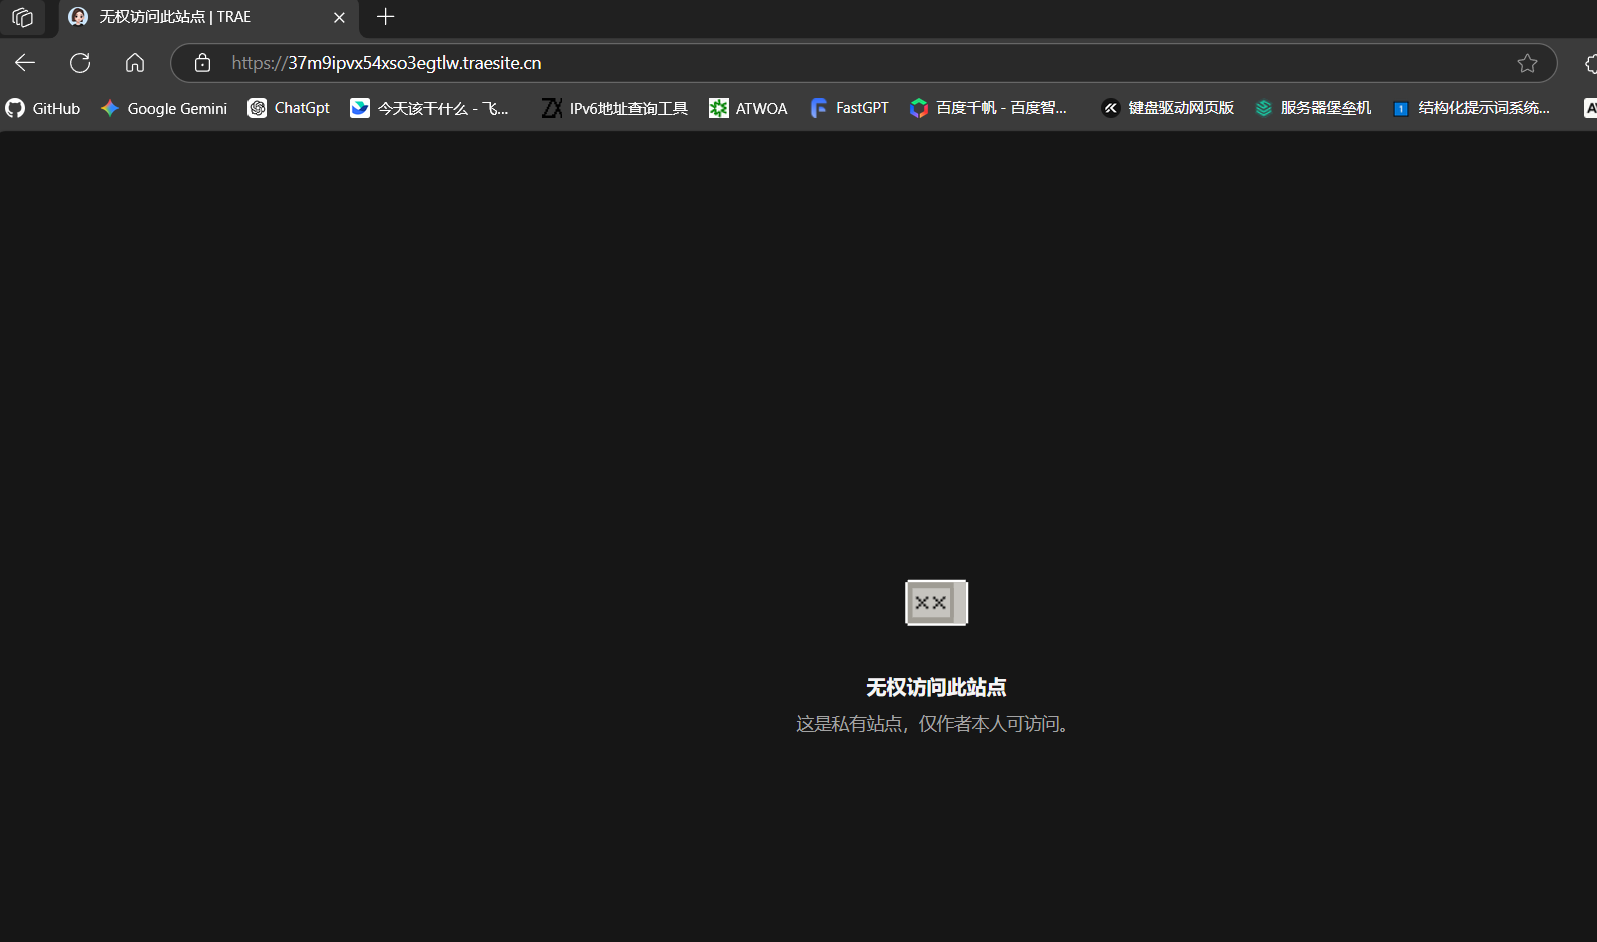 无权访问此站点 | TRAE
https://37m9ipvx54xso3egtlw.traesite.cn
GitHub
Google Gemini
ChatGpt
今天该干什么 - 飞...
ZX
IPv6地址查询工具
ATWOA
FastGPT
百度千帆 - 百度智...
键盘驱动网页版
服务器堡垒机
1
结构化提示词系统...
xx
无权访问此站点
这是私有站点，仅作者本人可访问。